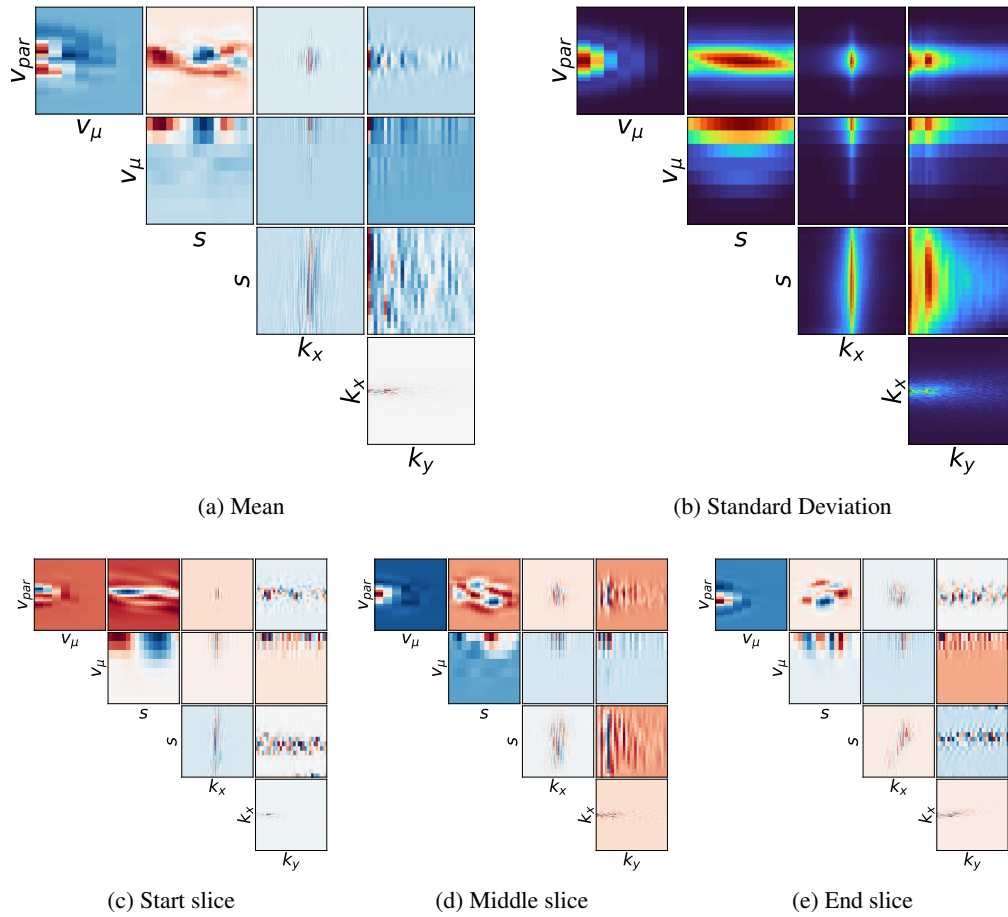 v_par
v_par
v_μ
v_μ
v_μ
v_μ
s
s
s
s
k_x
k_x
k_x
k_x
k_y
k_y
(a) Mean
(b) Standard Deviation
v_par
v_par
v_par
v_μ
v_μ
v_μ
v_μ
v_μ
v_μ
s
s
s
s
s
s
k_x
k_x
k_x
k_x
k_x
k_x
k_y
k_y
k_y
(c) Start slice
(d) Middle slice
(e) End slice